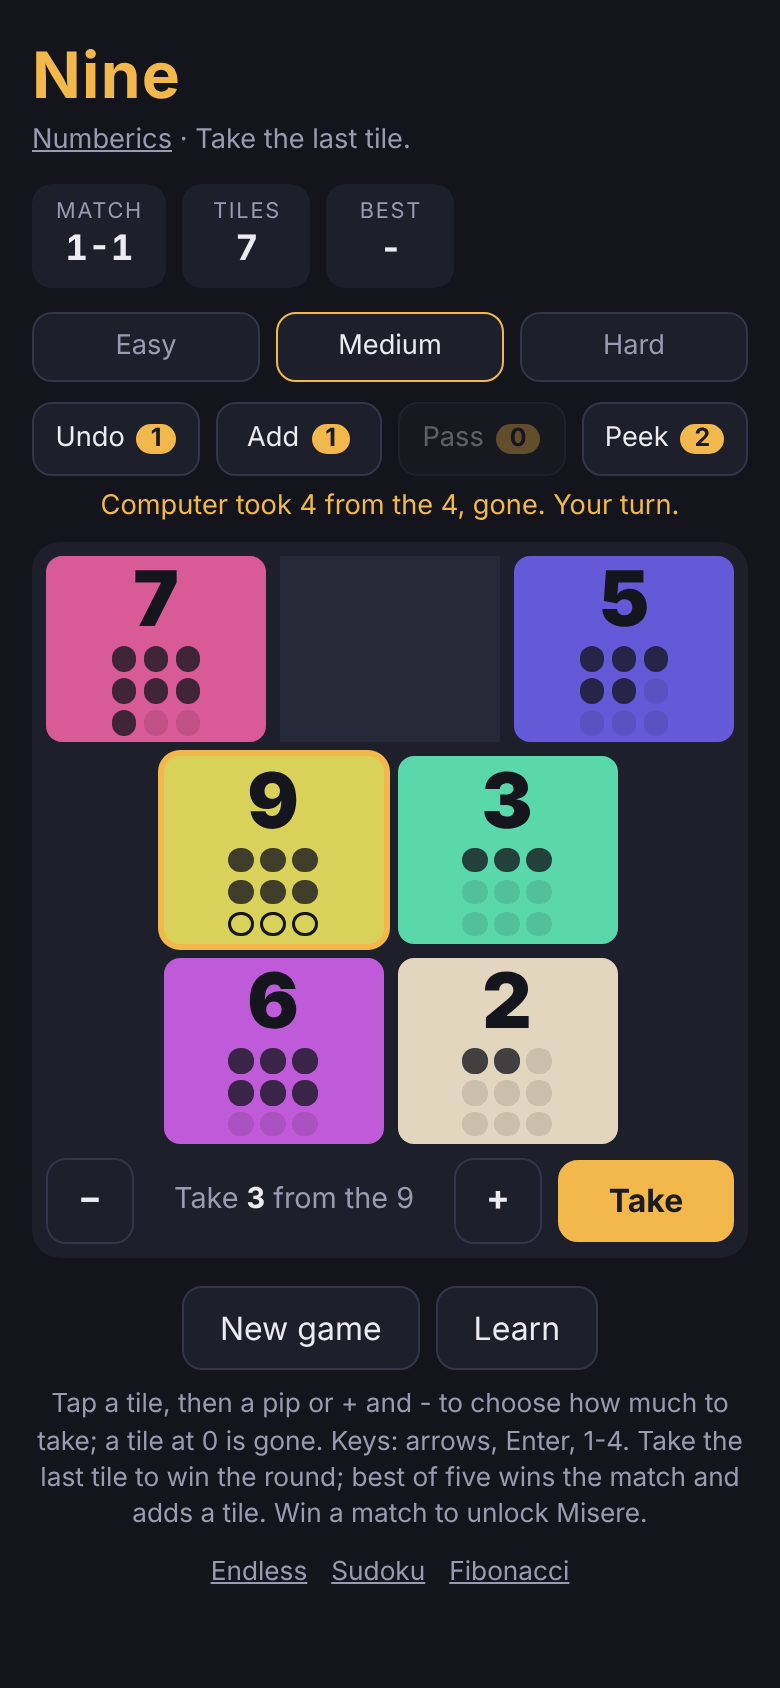 Nine
Numberics · Take the last tile.
MATCH TILES BEST
1-1 7 -
Easy Medium Hard
Undo 1 Add 1 Pass 0 Peek 2
Computer took 4 from the 4, gone. Your turn.
7 5
9 3
6 2
− Take 3 from the 9 + Take
New game Learn
Tap a tile, then a pip or + and - to choose how much to
take; a tile at 0 is gone. Keys: arrows, Enter, 1-4. Take the
last tile to win the round; best of five wins the match and
adds a tile. Win a match to unlock Misere.
Endless Sudoku Fibonacci